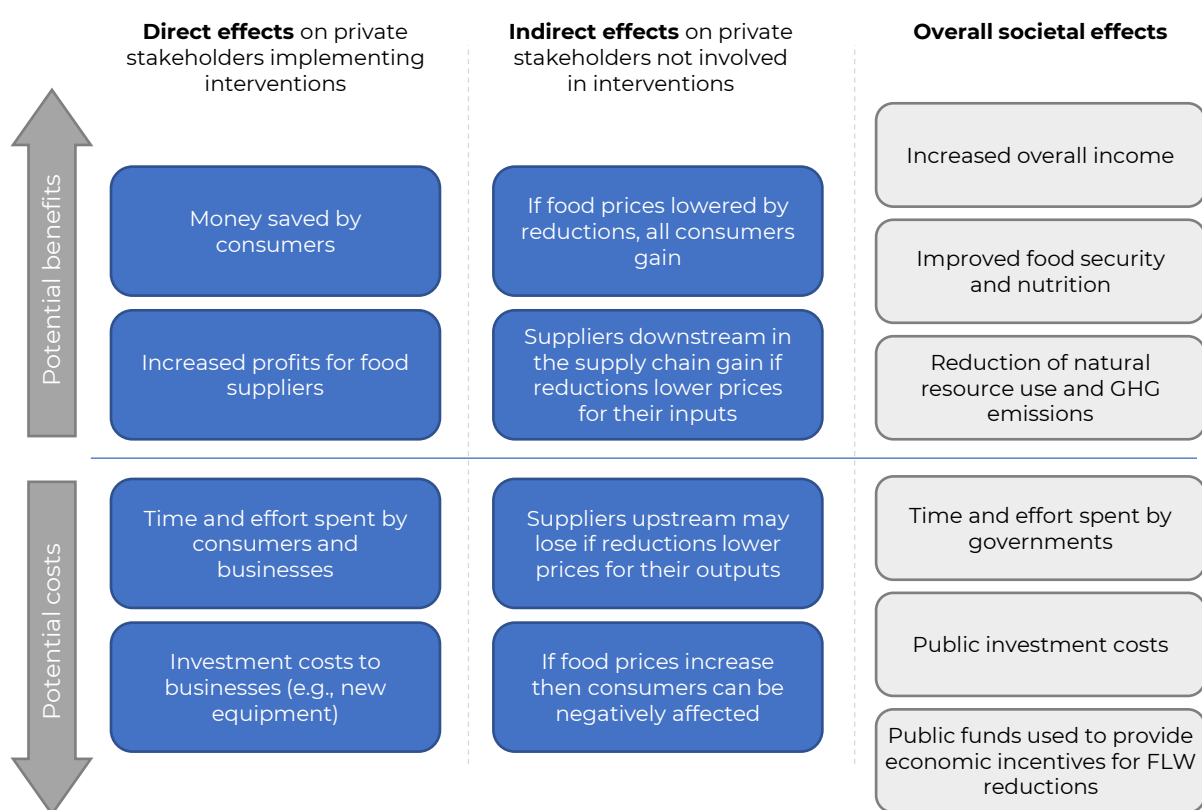 Direct effects on private
stakeholders implementing
interventions
Indirect effects on private
stakeholders not involved
in interventions
Overall societal effects
Potential benefits
Money saved by
consumers
If food prices lowered by
reductions, all consumers
gain
Increased overall income
Improved food security
and nutrition
Increased profits for food
suppliers
Suppliers downstream in
the supply chain gain if
reductions lower prices
for their inputs
Reduction of natural
resource use and GHG
emissions
Potential costs
Time and effort spent by
consumers and
businesses
Suppliers upstream may
lose if reductions lower
prices for their outputs
Time and effort spent by
governments
Investment costs to
businesses (e.g., new
equipment)
If food prices increase
then consumers can be
negatively affected
Public investment costs
Public funds used to provide
economic incentives for FLW
reductions